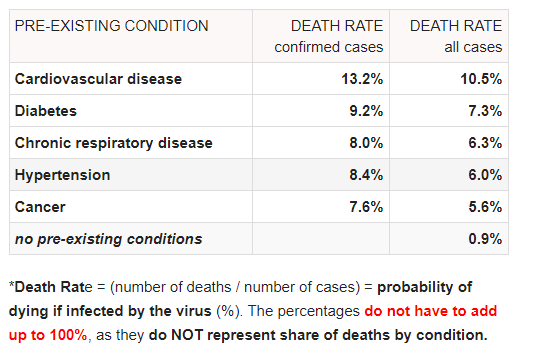 PRE-EXISTING CONDITION DEATH RATE confirmed cases DEATH RATE all cases
Cardiovascular disease 13.2% 10.5%
Diabetes 9.2% 7.3%
Chronic respiratory disease 8.0% 6.3%
Hypertension 8.4% 6.0%
Cancer 7.6% 5.6%
no pre-existing conditions 0.9%
*Death Rate = (number of deaths / number of cases) = probability of
dying if infected by the virus (%). The percentages do not have to add
up to 100%, as they do NOT represent share of deaths by condition.